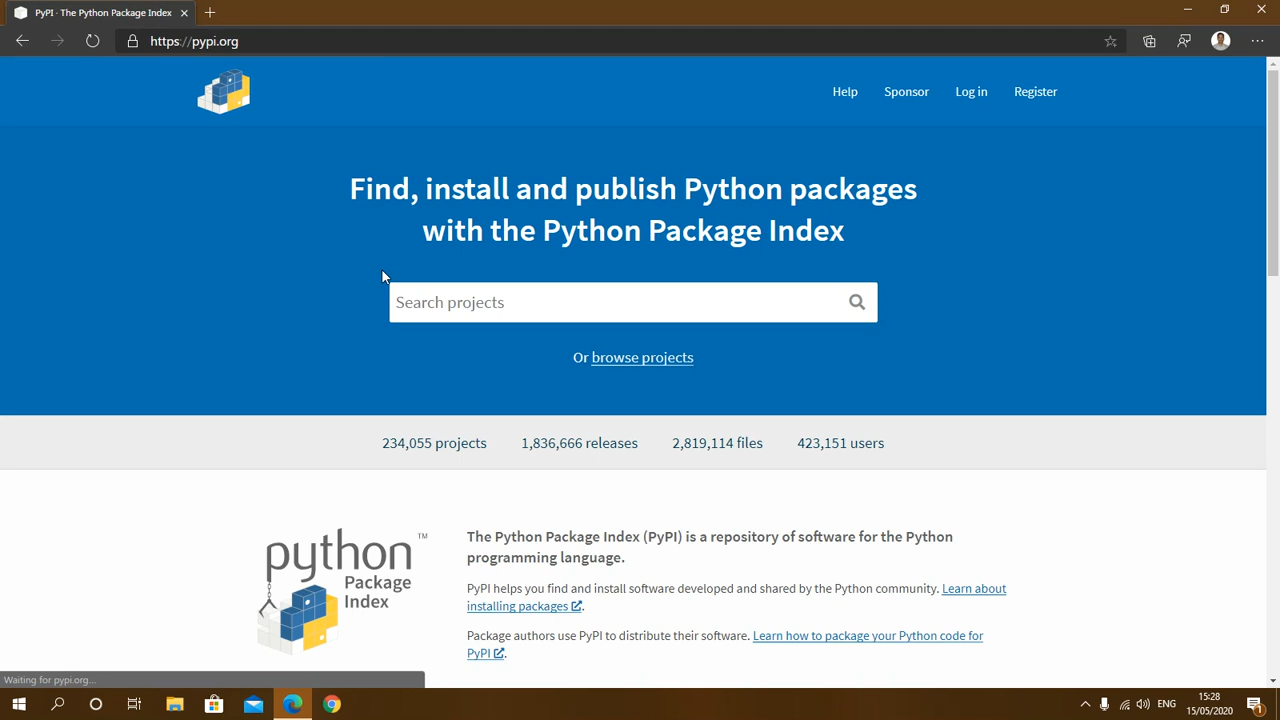 PyPI · The Python Package Index
https://pypi.org
Help Sponsor Log in Register
Find, install and publish Python packages
with the Python Package Index
Search projects
Or browse projects
234,055 projects 1,836,666 releases 2,819,114 files 423,151 users
python™
Package
Index
The Python Package Index (PyPI) is a repository of software for the Python
programming language.
PyPI helps you find and install software developed and shared by the Python community. Learn about
installing packages.
Package authors use PyPI to distribute their software. Learn how to package your Python code for
PyPI.
Waiting for pypi.org...
ENG
15:28
15/05/2020
1